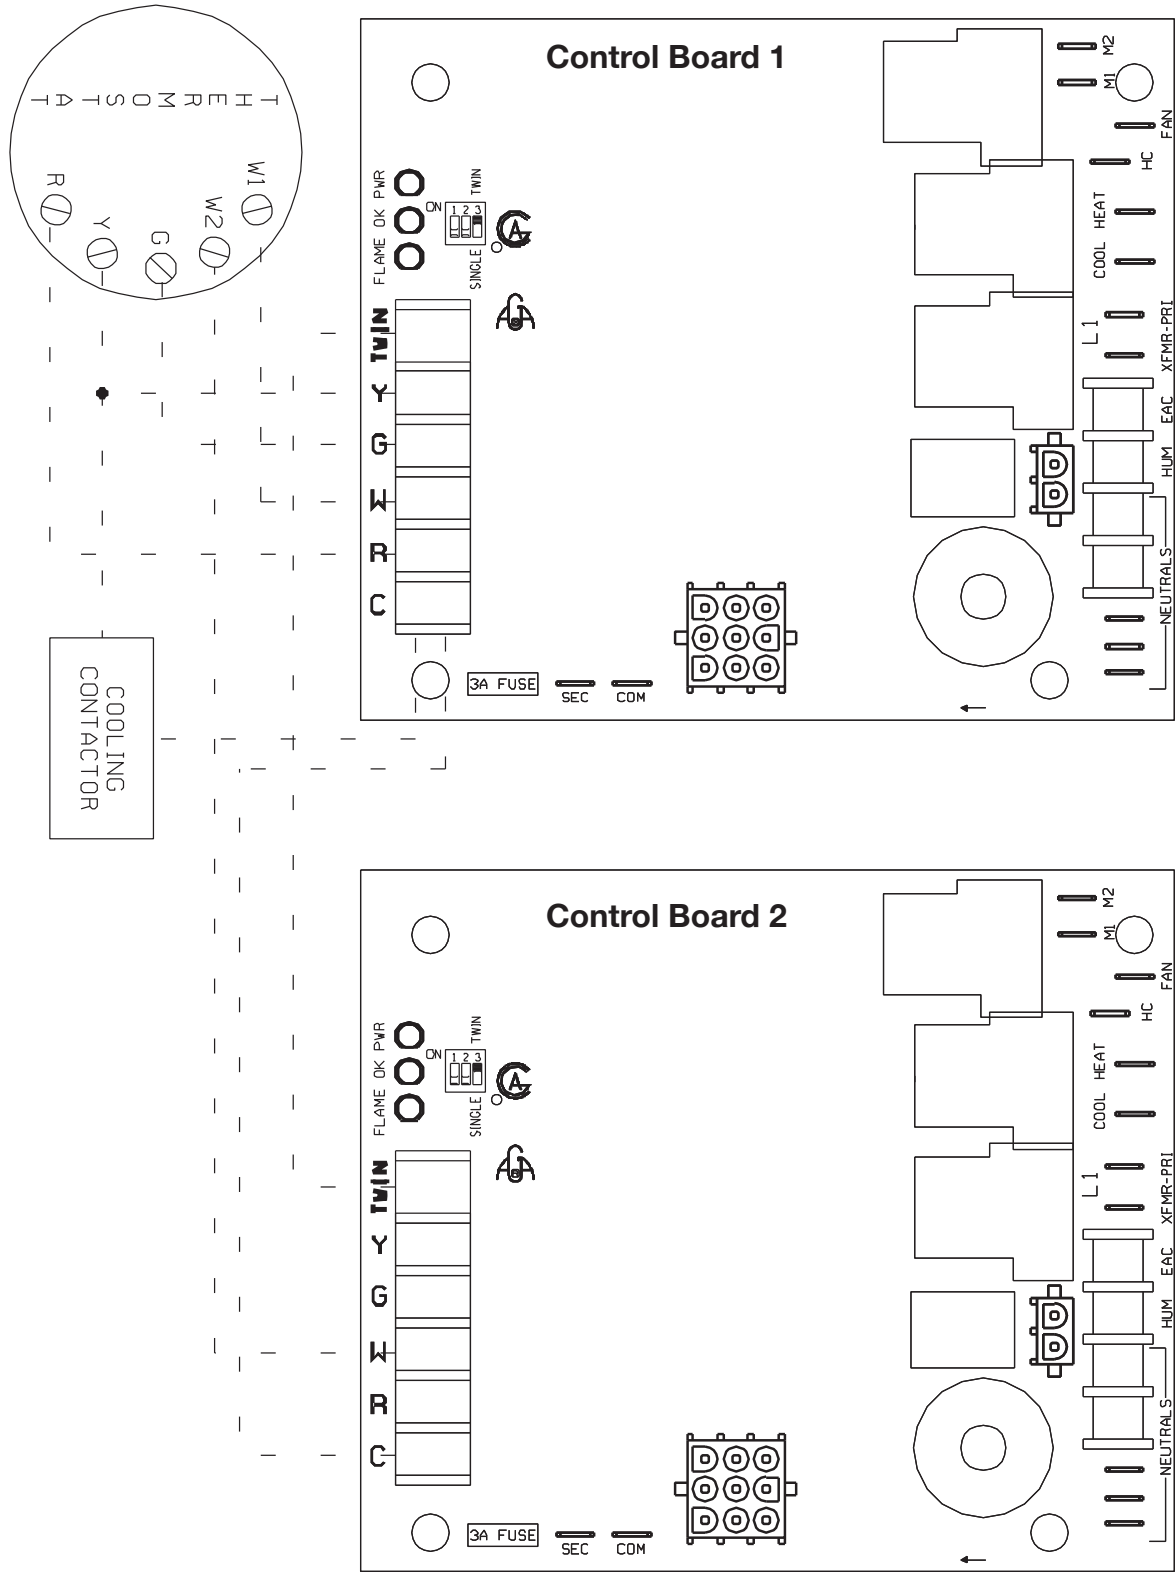 THERMOSTAT
R
Y
G
W2
W1
COOLING
CONTACTOR
Control Board 1
FLAME OK PWR
ON
1 2 3
TWIN
SINGLE
TWIN
Y
G
W
R
C
3A FUSE
SEC
COM
M2
M1
FAN
HC
COOL HEAT
L1
XFMR-PRI
EAC
HUM
NEUTRALS
Control Board 2
FLAME OK PWR
ON
1 2 3
TWIN
SINGLE
TWIN
Y
G
W
R
C
3A FUSE
SEC
COM
M2
M1
FAN
HC
COOL HEAT
L1
XFMR-PRI
EAC
HUM
NEUTRALS